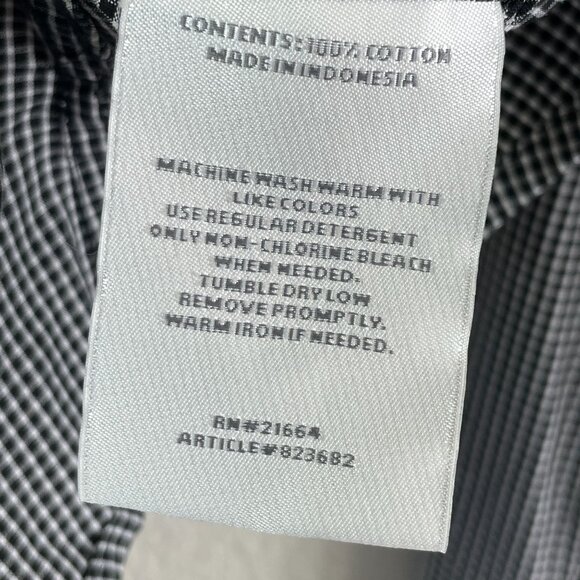 CONTENTS: 100% COTTON
MADE IN INDONESIA
MACHINE WASH WARM WITH
LIKE COLORS
USE REGULAR DETERGENT
ONLY NON-CHLORINE BLEACH
WHEN NEEDED.
TUMBLE DRY LOW
REMOVE PROMPTLY.
WARM IRON IF NEEDED.
RN#21664
ARTICLE#823682